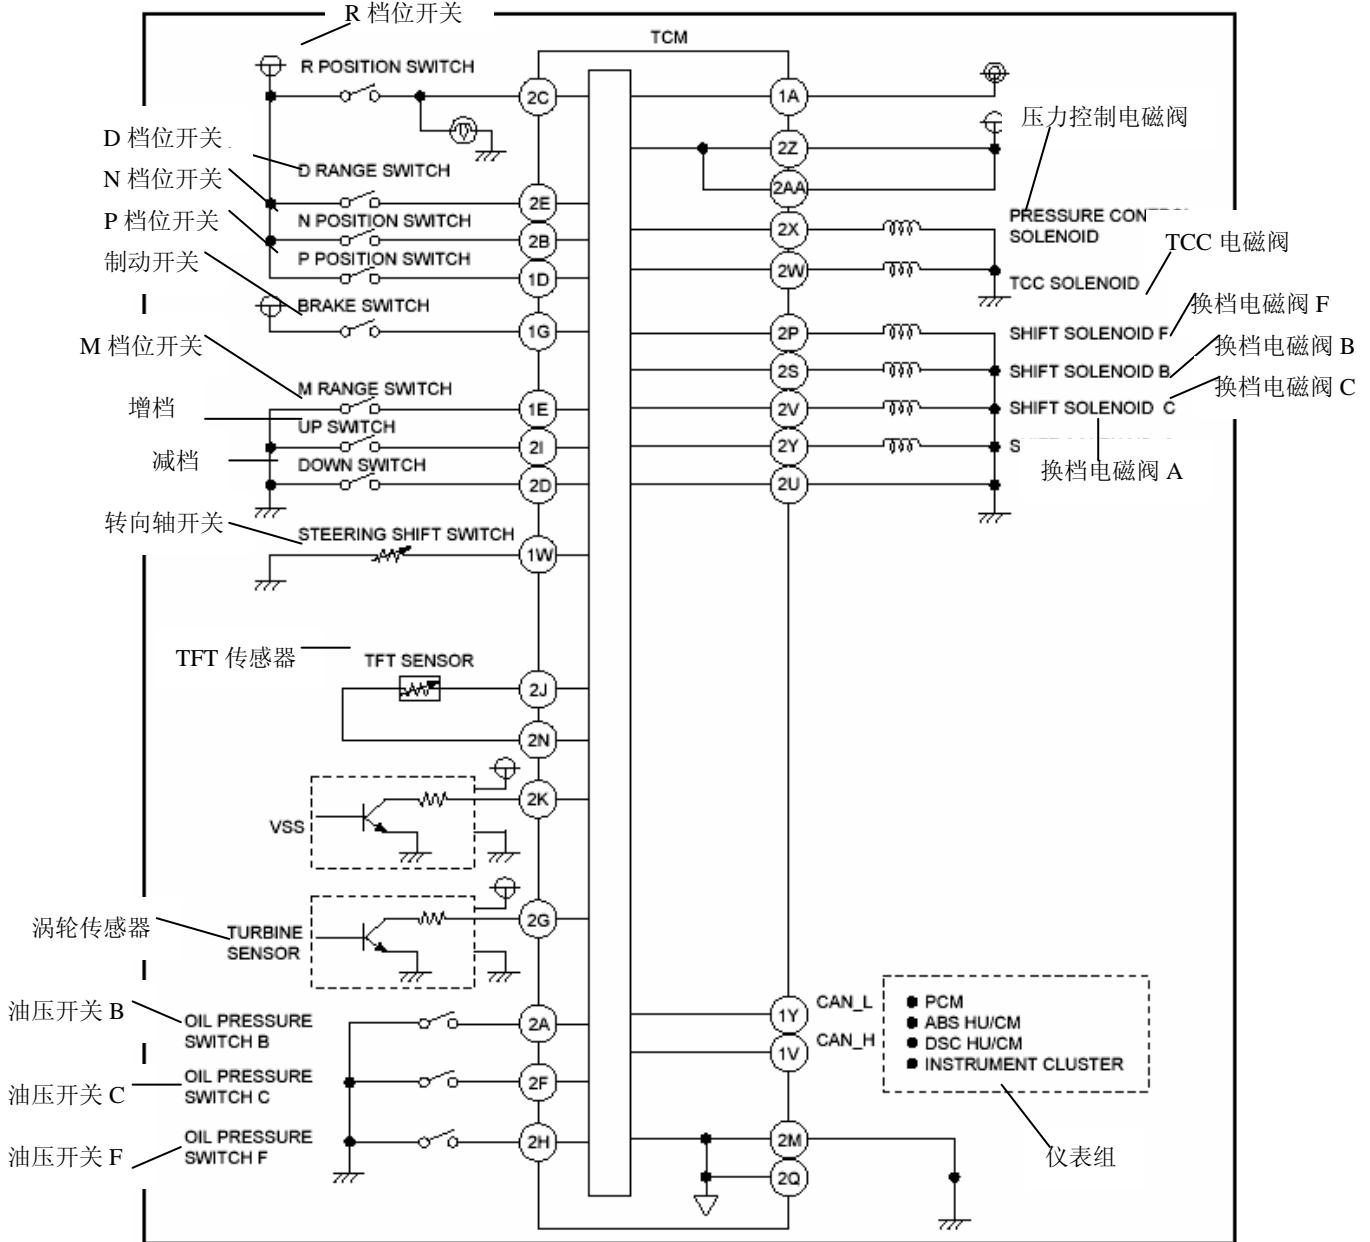 R 档位开关
TCM
R POSITION SWITCH
2C
1A
压力控制电磁阀
D 档位开关
2Z
D RANGE SWITCH
N 档位开关
2AA
2E
P 档位开关
N POSITION SWITCH
PRESSURE CONTROL
SOLENOID
2X
2B
TCC 电磁阀
制动开关
P POSITION SWITCH
2W
1D
TCC SOLENOID
BRAKE SWITCH
换档电磁阀 F
1G
2P
SHIFT SOLENOID F
M 档位开关
换档电磁阀 B
2S
SHIFT SOLENOID B
M RANGE SWITCH
换档电磁阀 C
增档
1E
2V
SHIFT SOLENOID C
UP SWITCH
2I
2Y
S
减档
DOWN SWITCH
换档电磁阀 A
2D
2U
转向轴开关
STEERING SHIFT SWITCH
1W
TFT 传感器
TFT SENSOR
2J
2N
2K
VSS
2G
涡轮传感器
TURBINE
SENSOR
油压开关 B
OIL PRESSURE
SWITCH B
2A
1Y
CAN_L
PCM
ABS HU/CM
1V
CAN_H
DSC HU/CM
INSTRUMENT CLUSTER
油压开关 C
OIL PRESSURE
SWITCH C
2F
油压开关 F
OIL PRESSURE
SWITCH F
2H
2M
仪表组
2Q